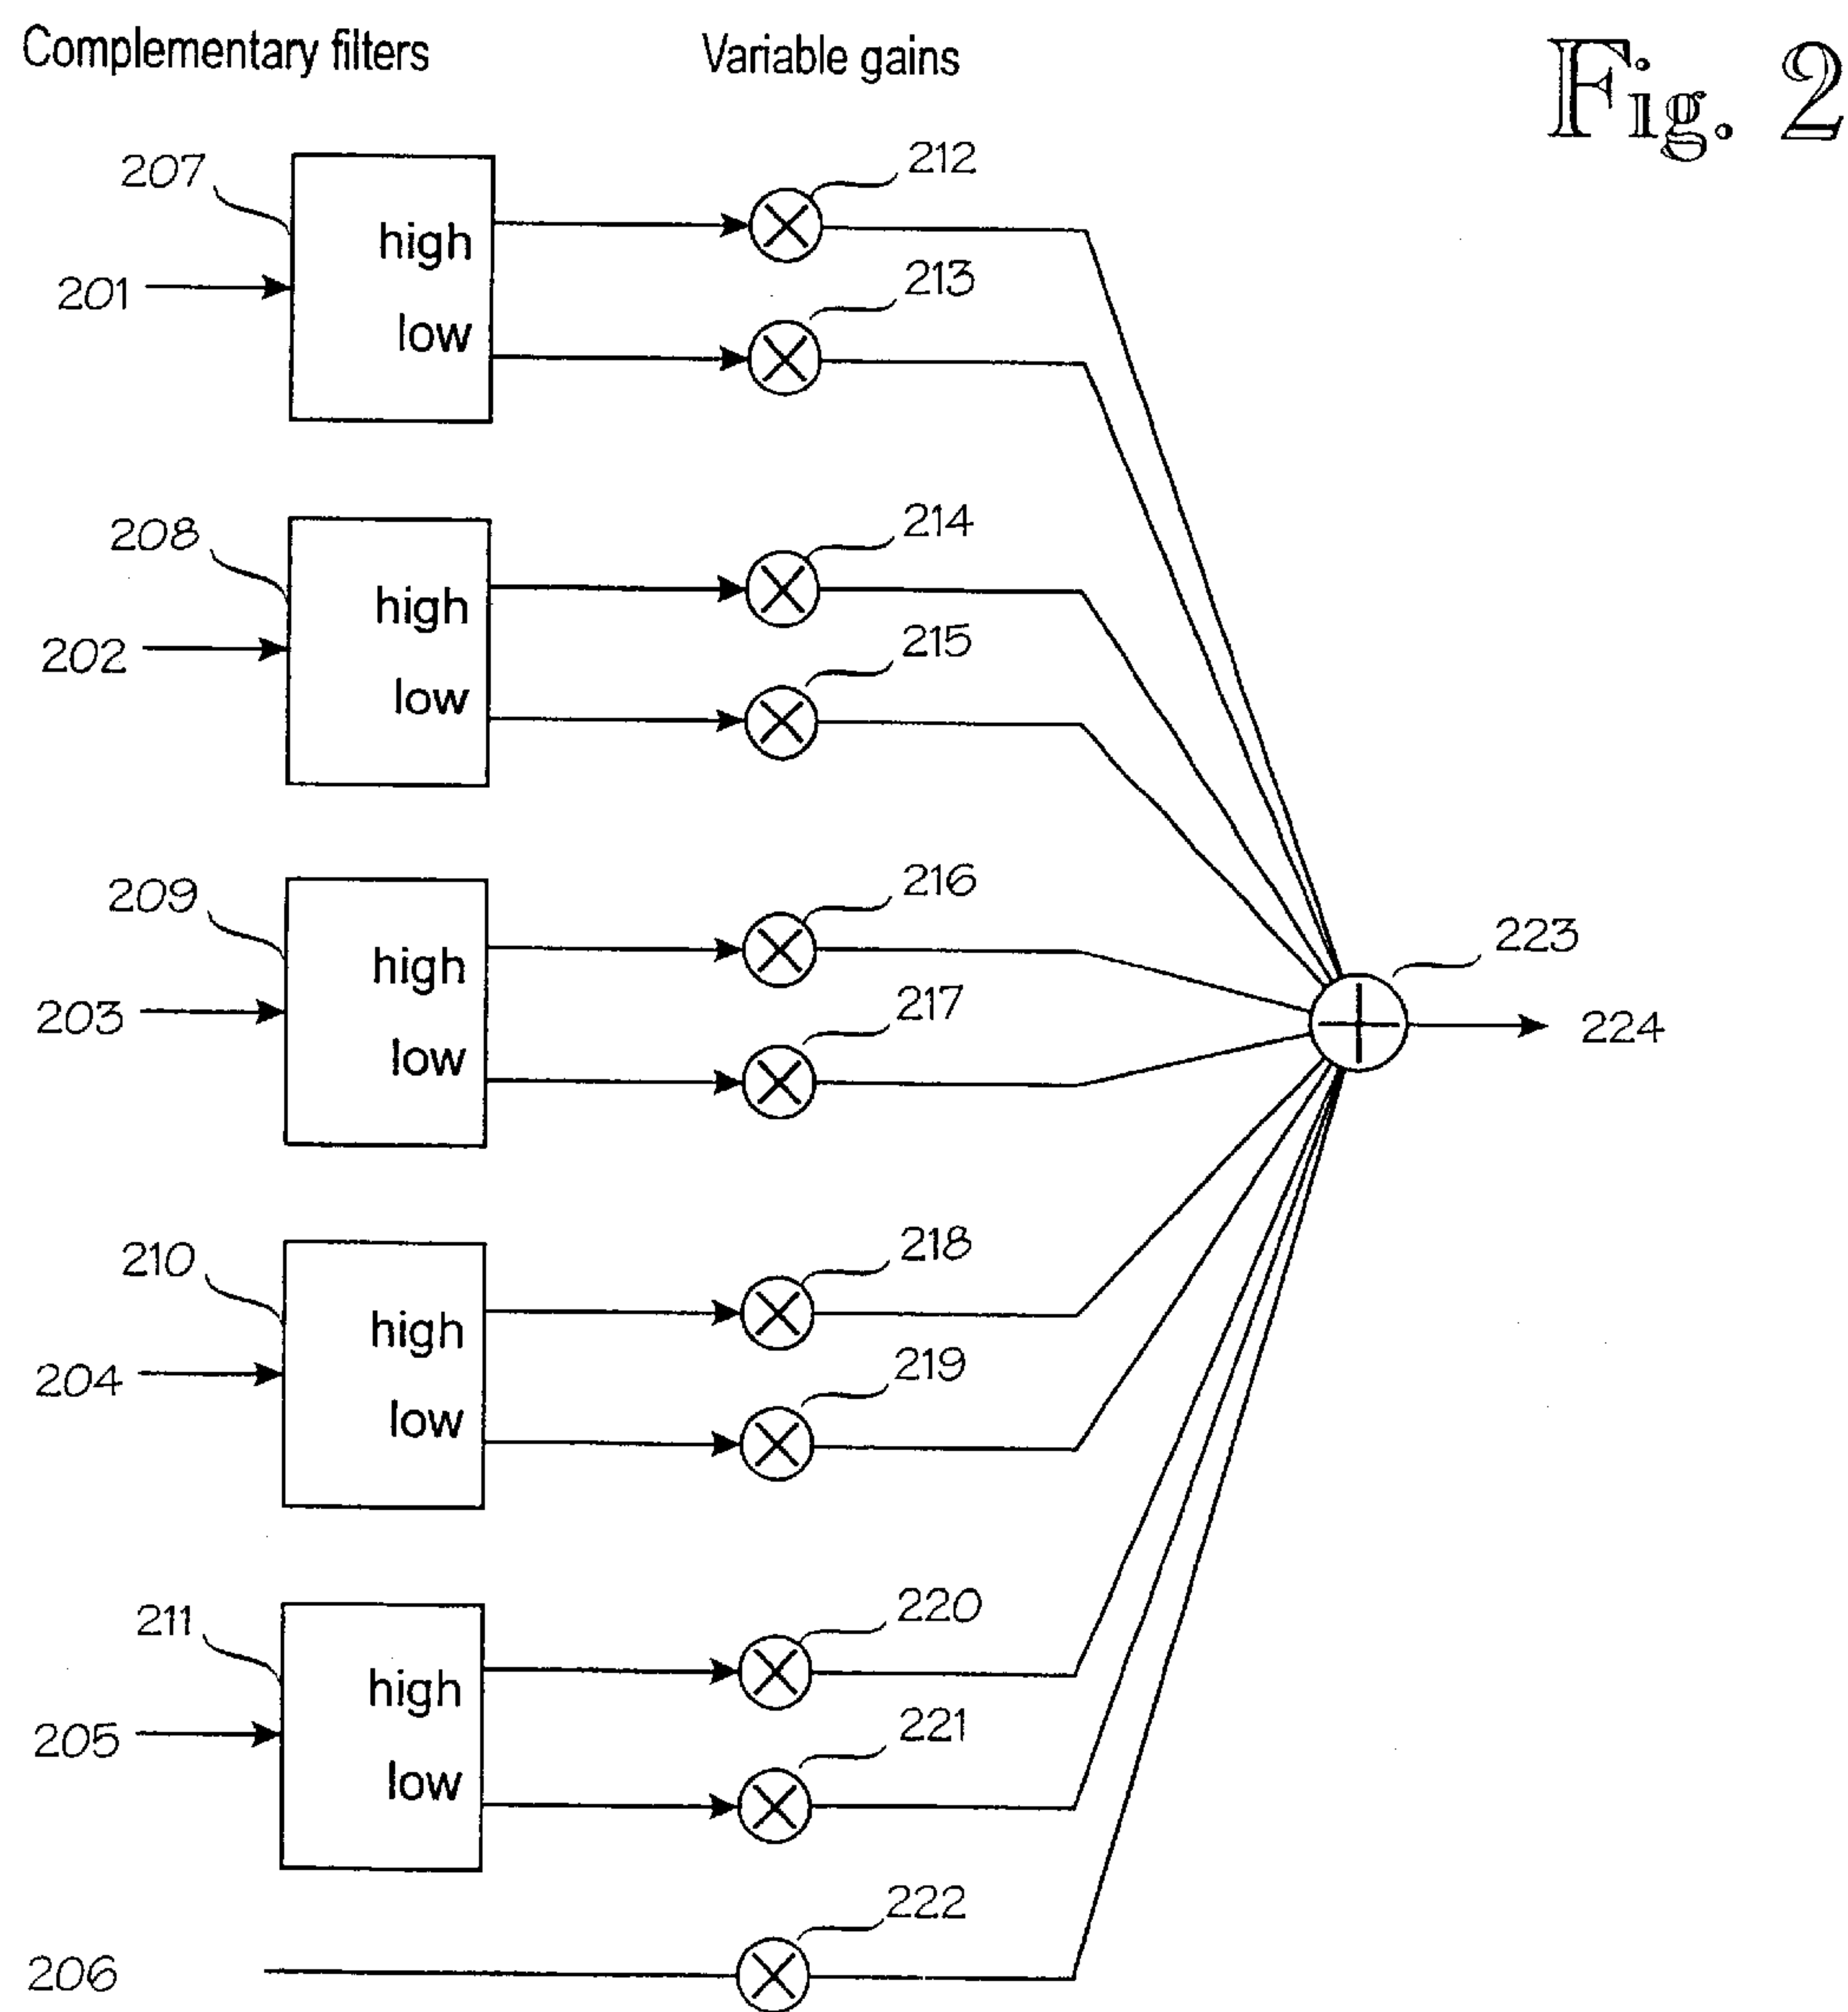 Complementary filters
Variable gains
Fig. 2
207
212
high
201
213
low
208
214
high
202
215
low
209
216
high
223
203
217
224
low
210
218
high
204
219
low
211
220
high
205
221
low
222
206